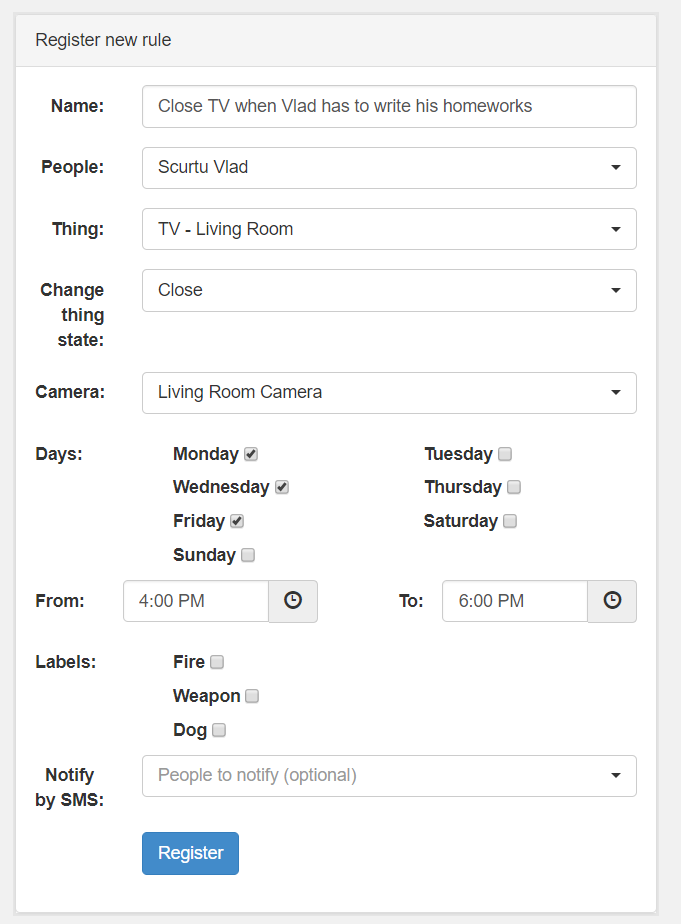 Register new rule
Name: Close TV when Vlad has to write his homeworks
People: Scurtu Vlad
Thing: TV - Living Room
Change thing state: Close
Camera: Living Room Camera
Days: Monday Tuesday
Wednesday Thursday
Friday Saturday
Sunday
From: 4:00 PM To: 6:00 PM
Labels: Fire
Weapon
Dog
Notify by SMS: People to notify (optional)
Register